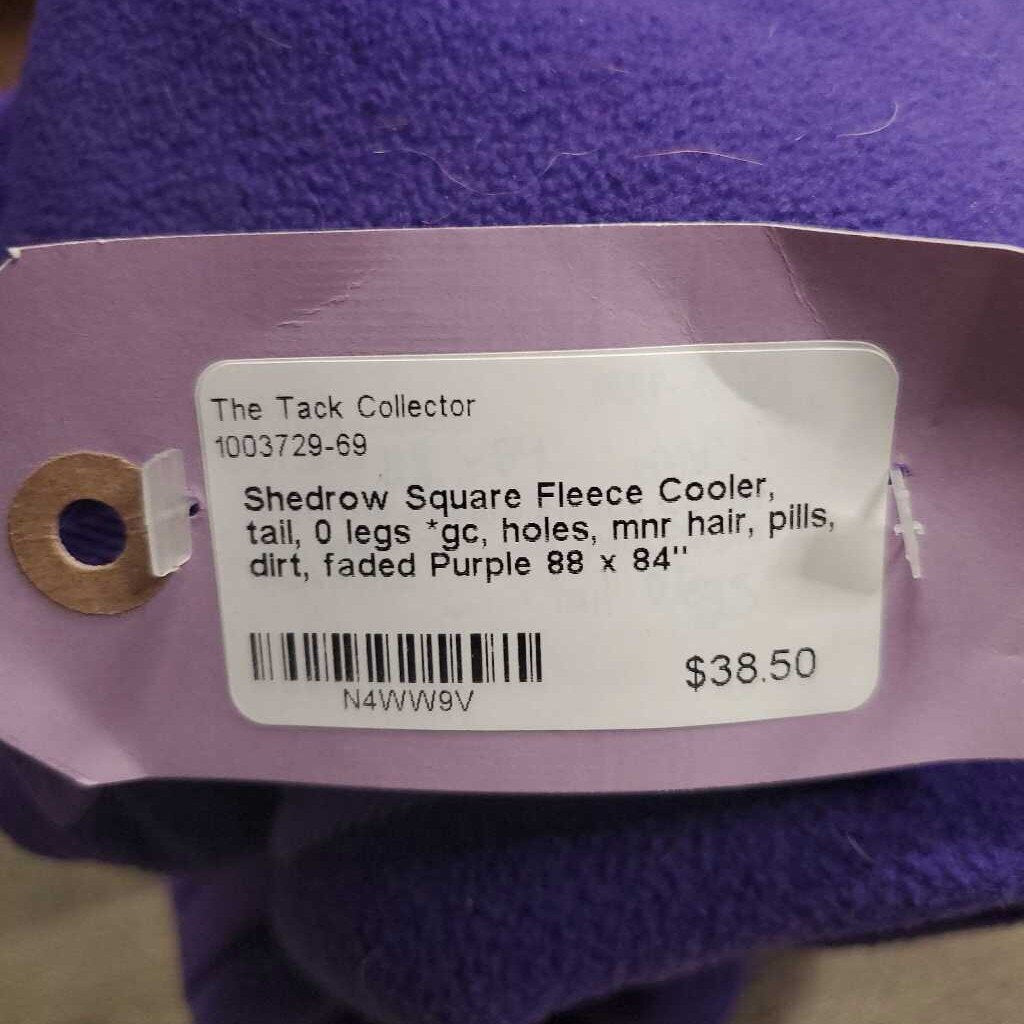 The Tack Collector
1003729-69
Shedrow Square Fleece Cooler,
tail, 0 legs *gc, holes, mnr hair, pills,
dirt, faded Purple 88 x 84"
N4WW9V
$38.50